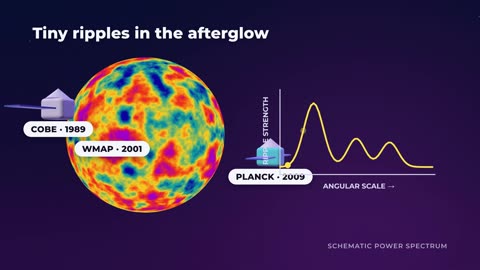 Tiny ripples in the afterglow
COBE • 1989
WMAP • 2001
PLANCK • 2009
STRENGTH
ANGULAR SCALE →
SCHEMATIC POWER SPECTRUM